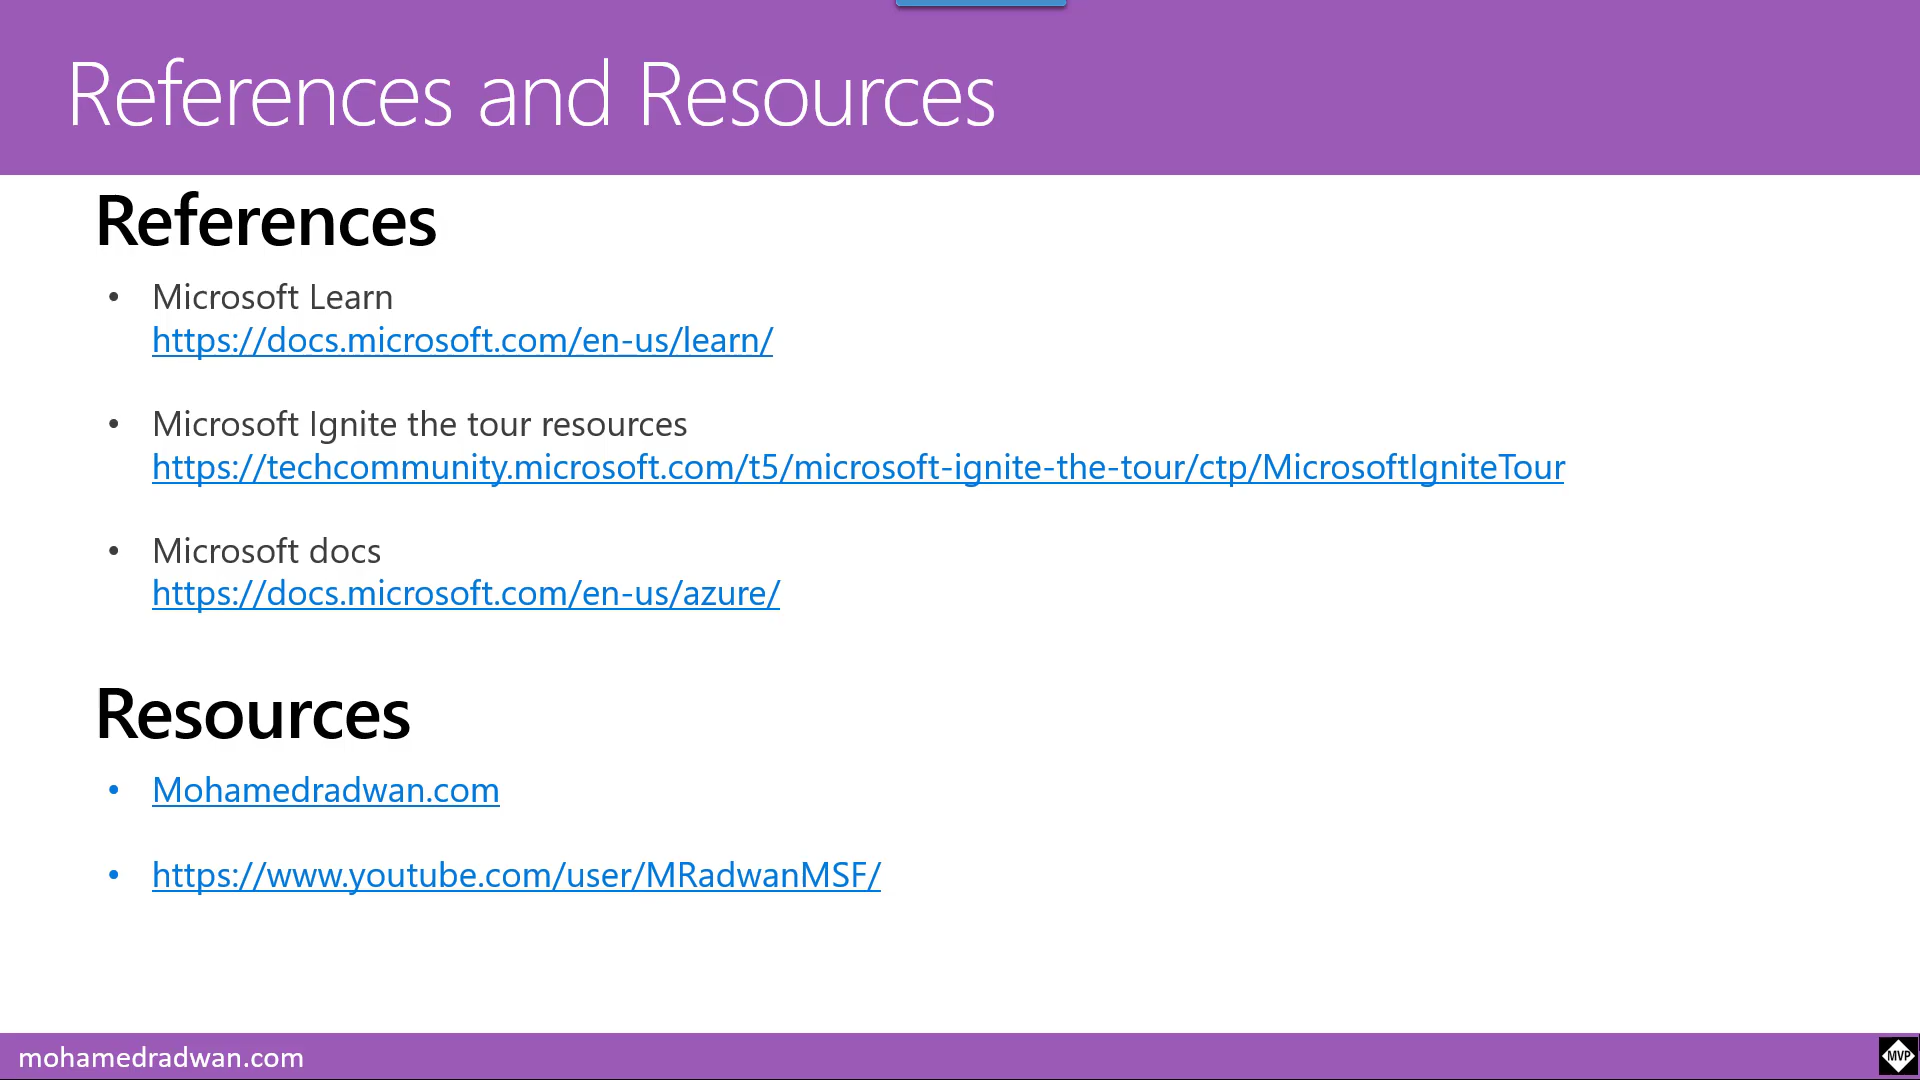 References and Resources
References
• Microsoft Learn
https://docs.microsoft.com/en-us/learn/
• Microsoft Ignite the tour resources
https://techcommunity.microsoft.com/t5/microsoft-ignite-the-tour/ctp/MicrosoftIgniteTour
• Microsoft docs
https://docs.microsoft.com/en-us/azure/
Resources
• Mohamedradwan.com
• https://www.youtube.com/user/MRadwanMSF/
mohamedradwan.com
MVP